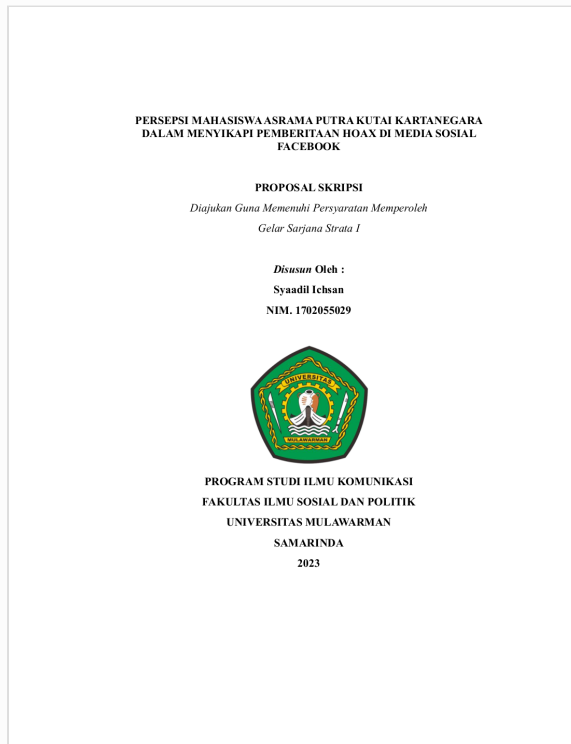 PERSEPSI MAHASISWA ASRAMA PUTRA KUTAI KARTANEGARA
DALAM MENYIKAPI PEMBERITAAN HOAX DI MEDIA SOSIAL
FACEBOOK
PROPOSAL SKRIPSI
Diajukan Guna Memenuhi Persyaratan Memperoleh
Gelar Sarjana Strata I
Disusun Oleh :
Syaadil Ichsan
NIM. 1702055029
UNIVERSITAS
MULAWARMAN
PROGRAM STUDI ILMU KOMUNIKASI
FAKULTAS ILMU SOSIAL DAN POLITIK
UNIVERSITAS MULAWARMAN
SAMARINDA
2023